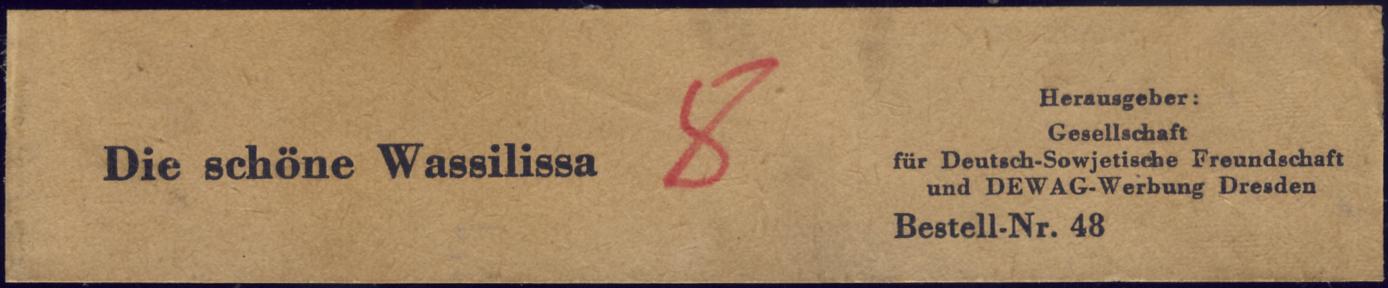 Die schöne Wassilissa
8
Herausgeber:
Gesellschaft
für Deutsch-Sowjetische Freundschaft
und DEWAG-Werbung Dresden
Bestell-Nr. 48